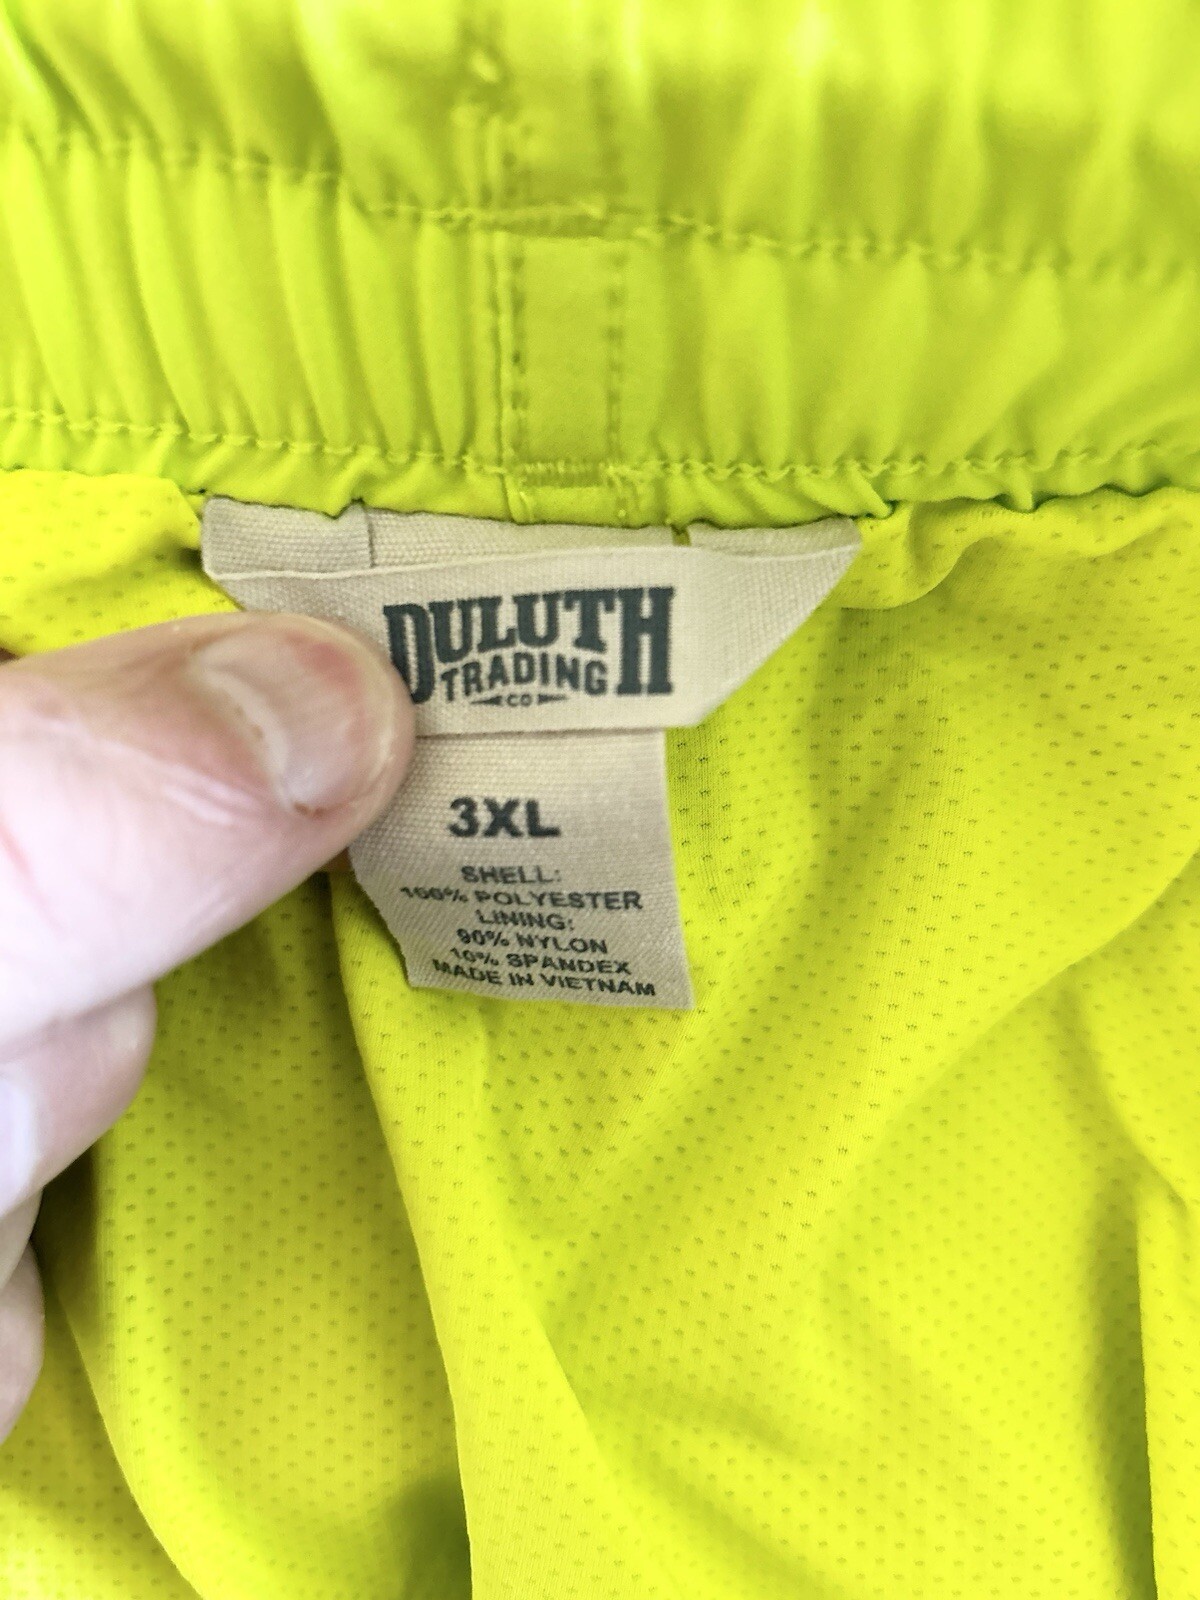 DULUTH
TRADING
CO
3XL
SHELL:
100% POLYESTER
LINING:
90% NYLON
10% SPANDEX
MADE IN VIETNAM